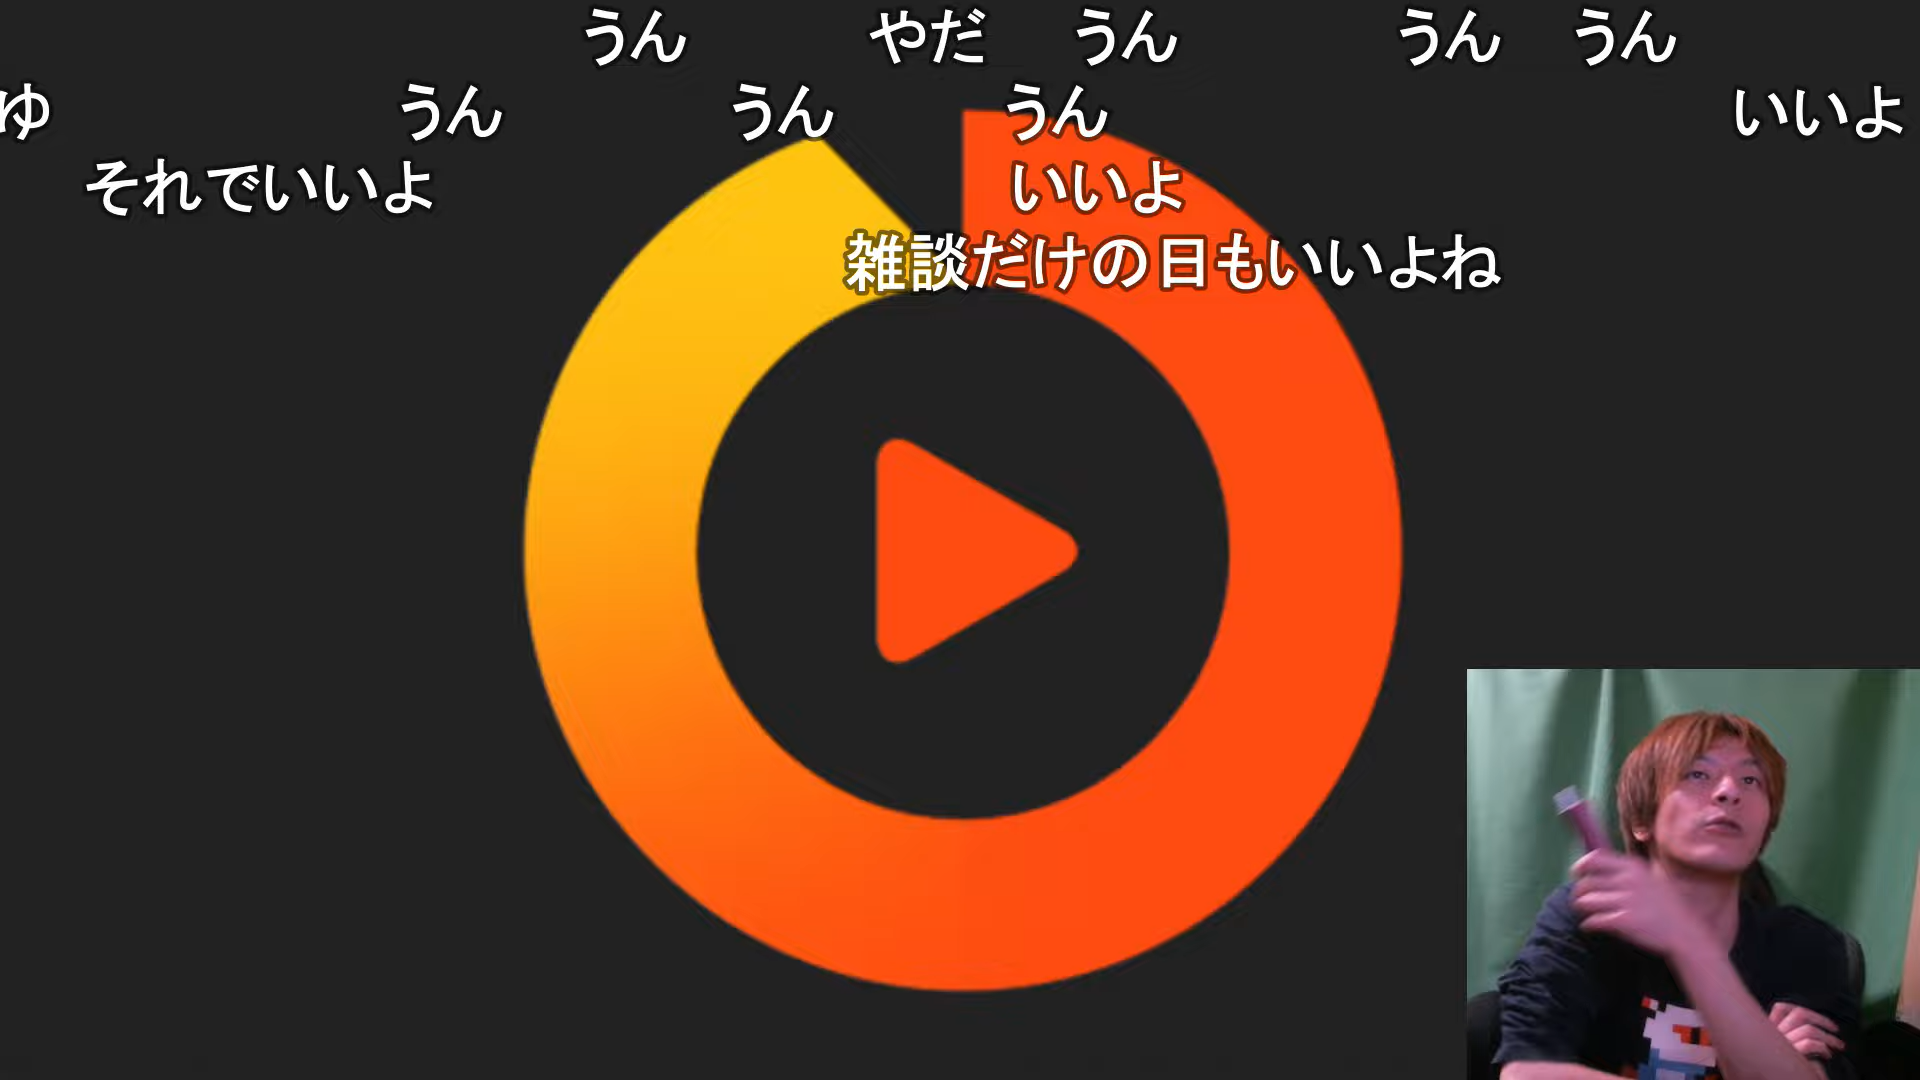 うん やだ うん うん うん
ゆ うん うん うん いいよ
それでいいよ いいよ
雑談だけの日もいいよね